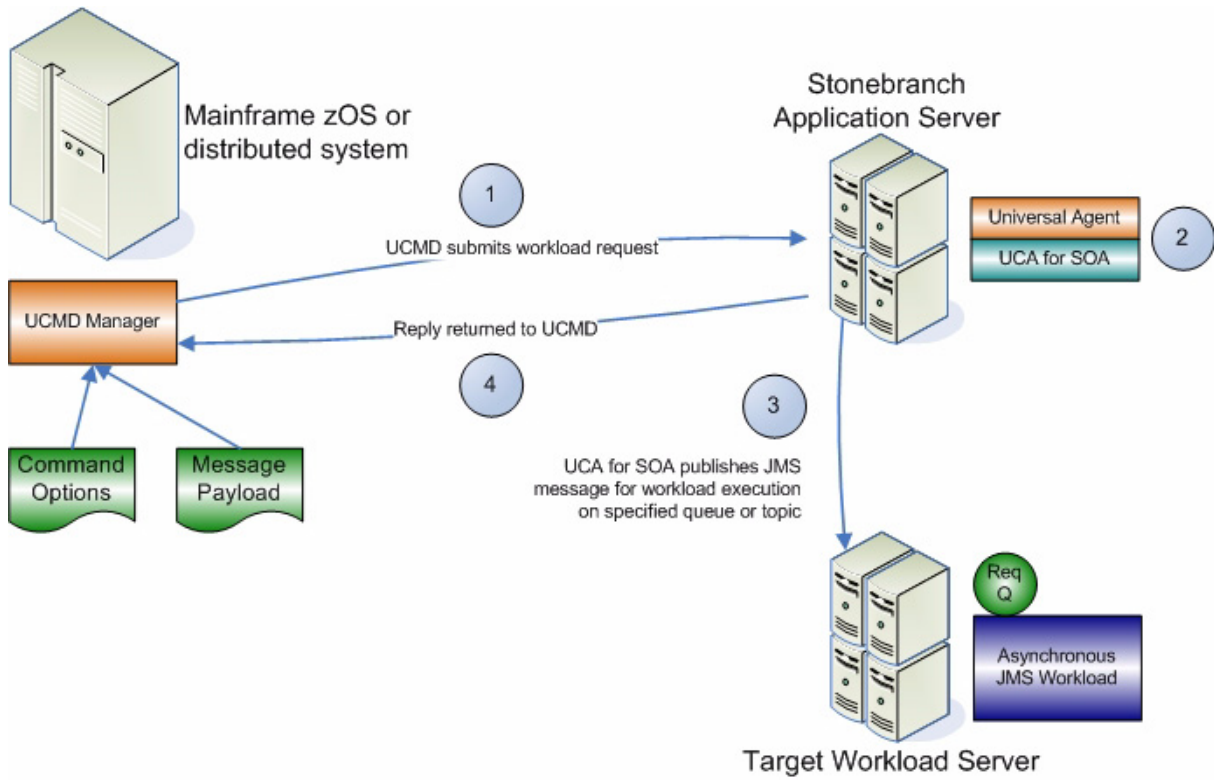 Mainframe zOS or
distributed system
Stonebranch
Application Server
1
UCMD submits workload request
Universal Agent
UCA for SOA
2
UCMD Manager
Reply returned to UCMD
4
3
Command
Options
Message
Payload
UCA for SOA publishes JMS
message for workload execution
on specified queue or topic
Req
Q
Asynchronous
JMS Workload
Target Workload Server